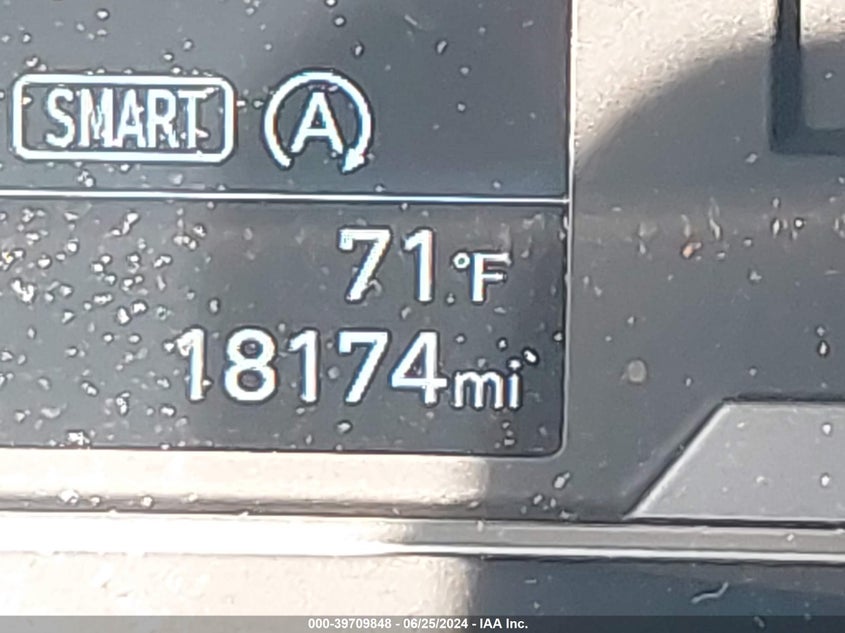 SMART A
71°F
18174mi
000-39709848 - 06/25/2024 - IAA Inc.